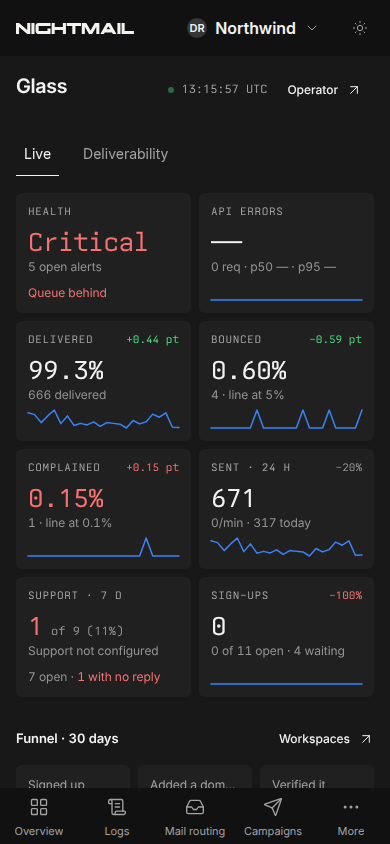 NIGHTMAIL
DR Northwind
Glass
13:15:57 UTC
Operator
Live
Deliverability
HEALTH
Critical
5 open alerts
Queue behind
API ERRORS
—
0 req · p50 — · p95 —
DELIVERED +0.44 pt
99.3%
666 delivered
BOUNCED −0.59 pt
0.60%
4 · line at 5%
COMPLAINED +0.15 pt
0.15%
1 · line at 0.1%
SENT · 24 H −20%
671
0/min · 317 today
SUPPORT · 7 D
1 of 9 (11%)
Support not configured
7 open · 1 with no reply
SIGN-UPS −100%
0
0 of 11 open · 4 waiting
Funnel · 30 days
Workspaces
Signed up
Added a dom…
Verified it
Overview
Logs
Mail routing
Campaigns
More